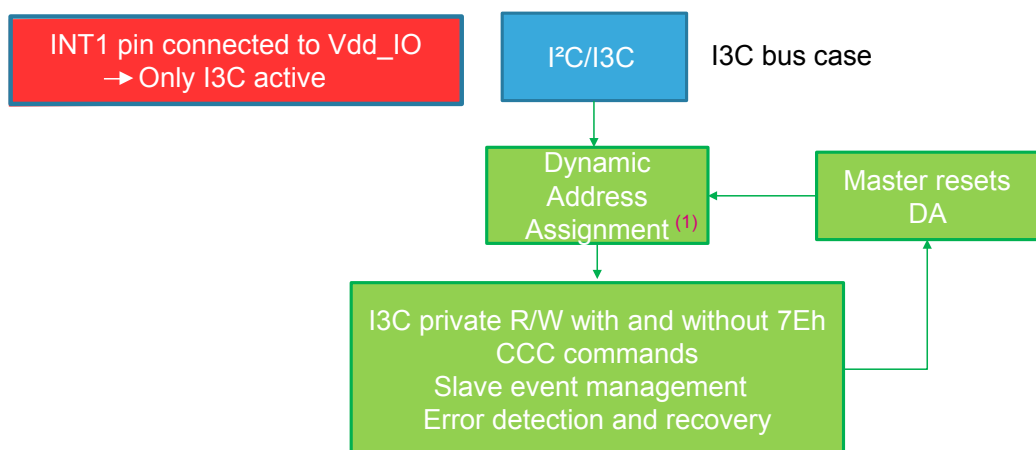 INT1 pin connected to Vdd_IO
→ Only I3C active
I²C/I3C
I3C bus case
Dynamic
Address
Assignment (1)
Master resets
DA
I3C private R/W with and without 7Eh
CCC commands
Slave event management
Error detection and recovery